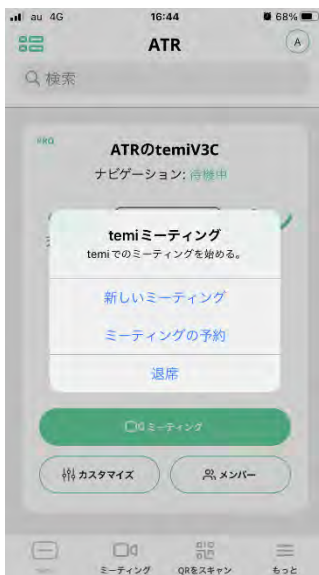 au 4G 16:44 68%
ATR
A
検索
PRO
ATRのtemiV3C
ナビゲーション: 待機中
temiミーティング
temiでのミーティングを始める。
新しいミーティング
ミーティングの予約
退席
ミーティング
カスタマイズ メンバー
ミーティング QRをスキャン もっと